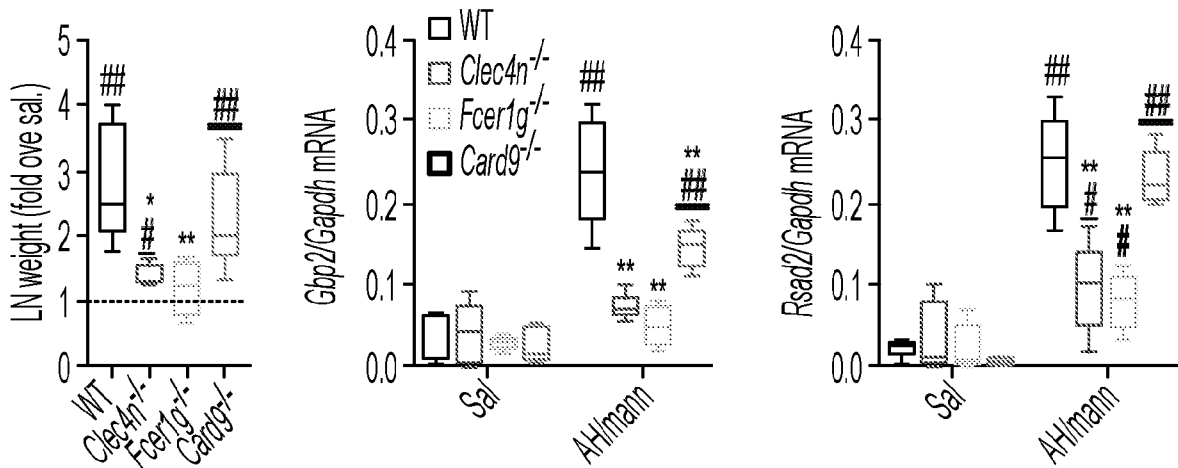 LN weight (fold ove sal.)
5
4
3
2
1
0
##
*
#
**
##
WT
Clec4n-/-
Fcer1g-/-
Card9-/-
Gbp2/Gapdh mRNA
0.4
0.3
0.2
0.1
0.0
WT
Clec4n-/-
Fcer1g-/-
Card9-/-
##
**
**
**
##
Sal
AH/mann
Rsad2/Gapdh mRNA
0.4
0.3
0.2
0.1
0.0
##
**
#
**
#
##
Sal
AH/mann